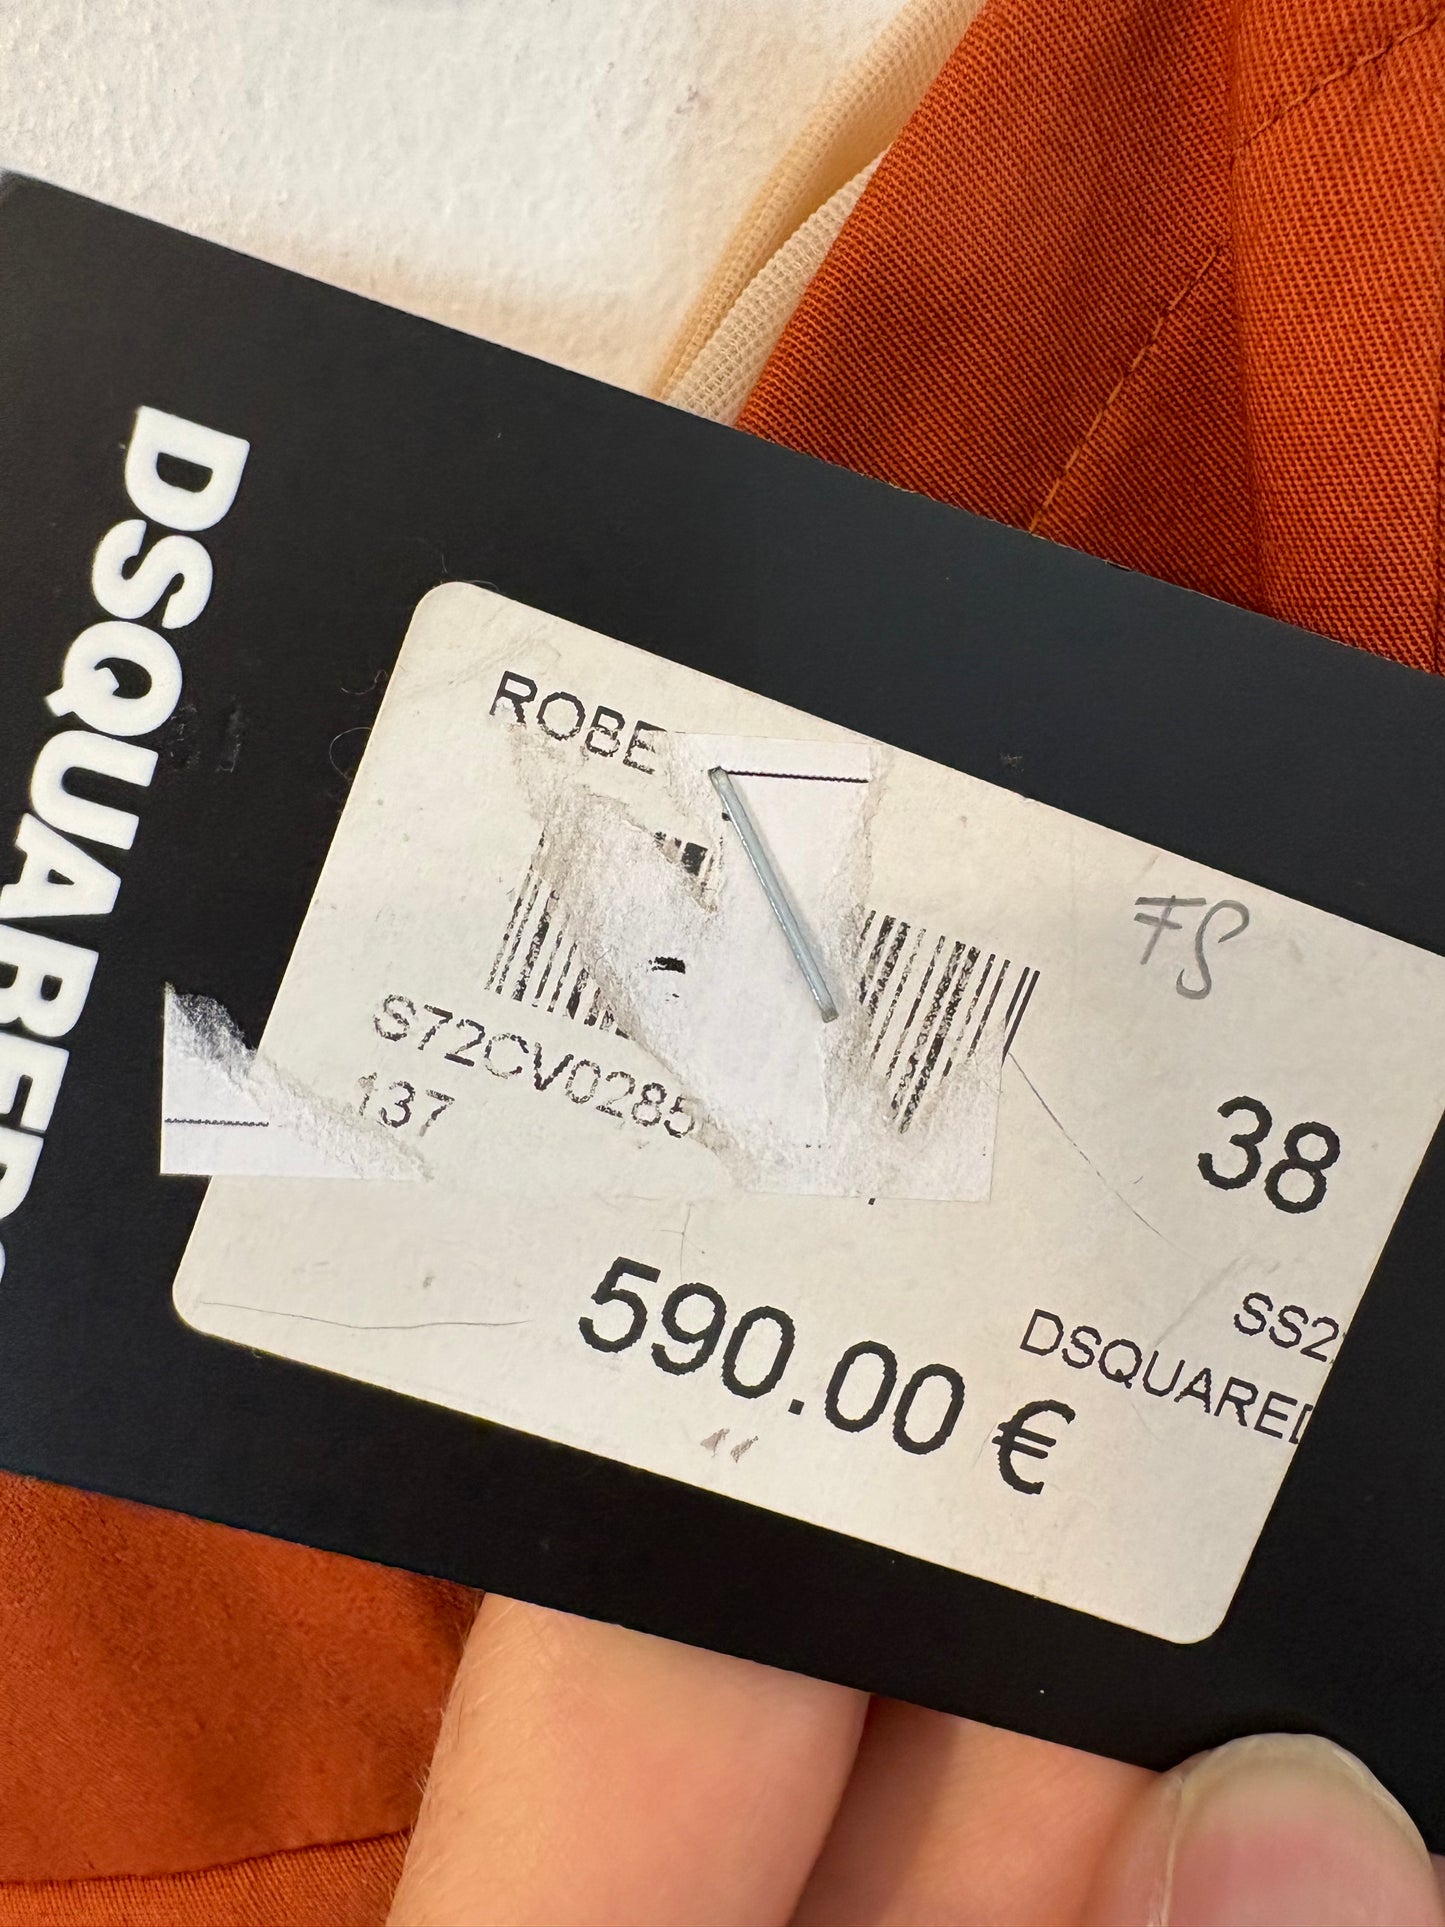 DSQUARED
ROBE
FS
S72CV0285
137
38
590.00 €
SS2
DSQUARED